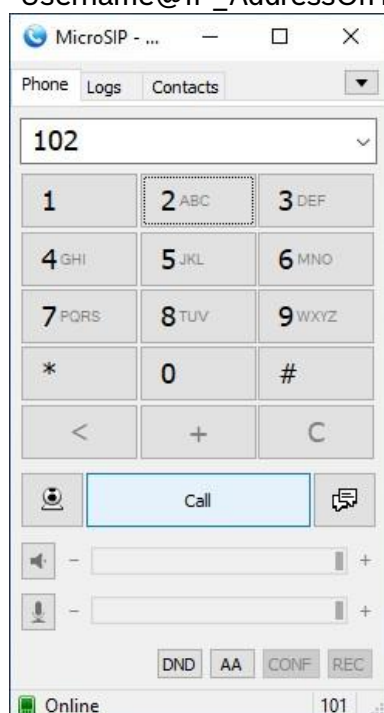 MicroSIP - ...
Phone Logs Contacts
102
1 2 ABC 3 DEF
4 GHI 5 JKL 6 MNO
7 PQRS 8 TUV 9 WXYZ
* 0 #
< + C
Call
- +
- +
DND AA CONF REC
Online 101